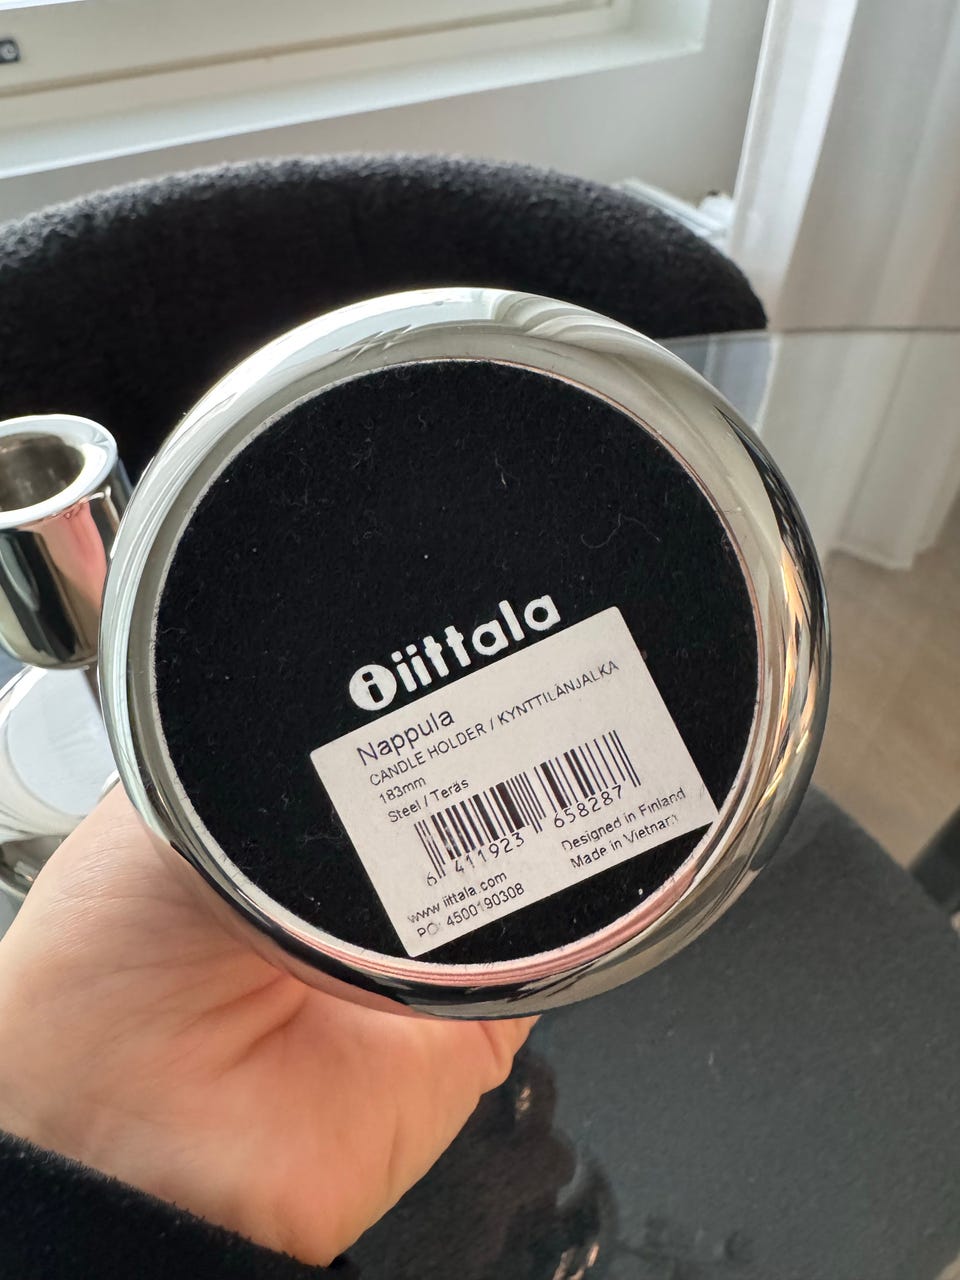 iittala
Nappula
CANDLE HOLDER / KYNTTILÄNJALKA
183mm
Steel / Teräs
6 411923 658287
Designed in Finland
Made in Vietnam
www.iittala.com
PO: 4500190308